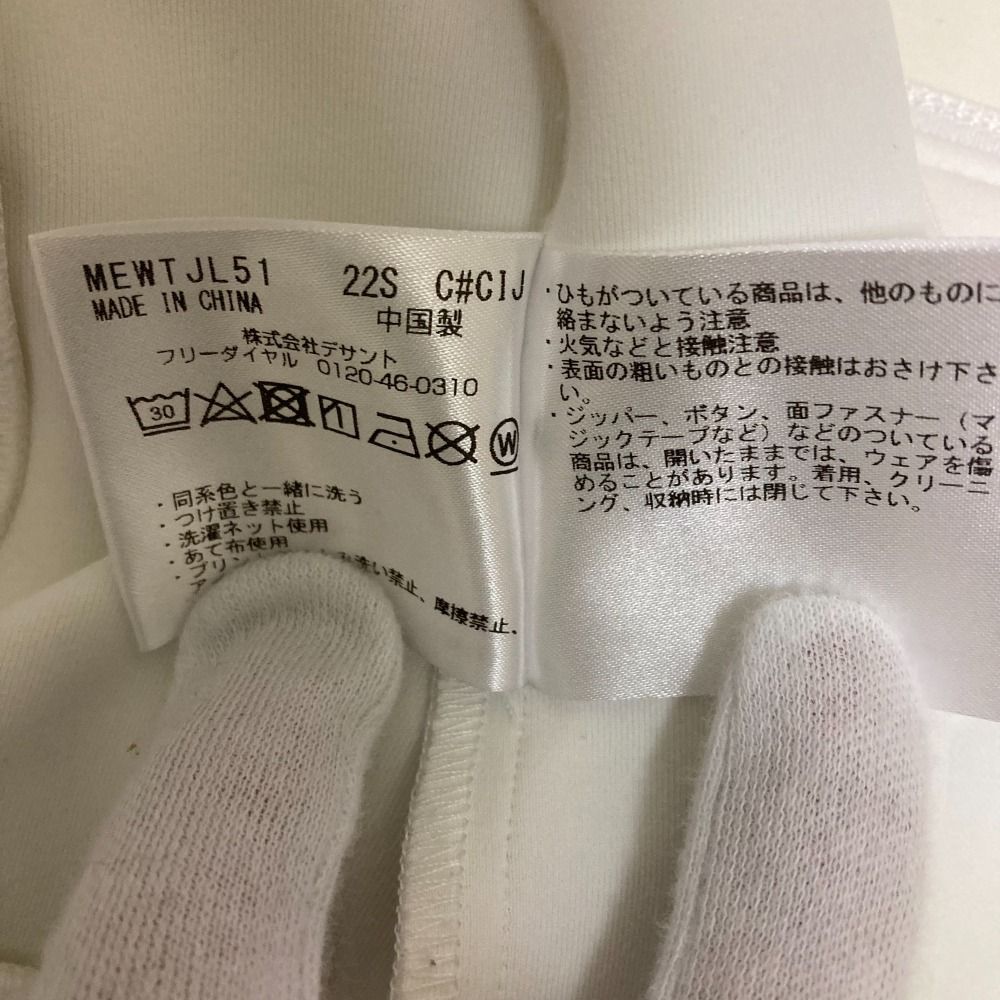 MEWTJL51 22S C#CIJ
MADE IN CHINA 中国製
株式会社デサント
フリーダイヤル 0120-46-0310
30
W
・同系色と一緒に洗う
・つけ置き禁止
・洗濯ネット使用
・あて布使用
・プリント み洗い禁止、摩擦禁止.
・ひもがついている商品は、他のものに
絡まないよう注意
・火気などと接触注意
・表面の粗いものとの接触はおさけ下さ
い。
・ジッパー、ボタン、面ファスナー（マ
ジックテープなど）などのついている
商品は、開いたままでは、ウェアを傷
めることがあります。着用、クリーニ
ング、収納時には閉じて下さい。